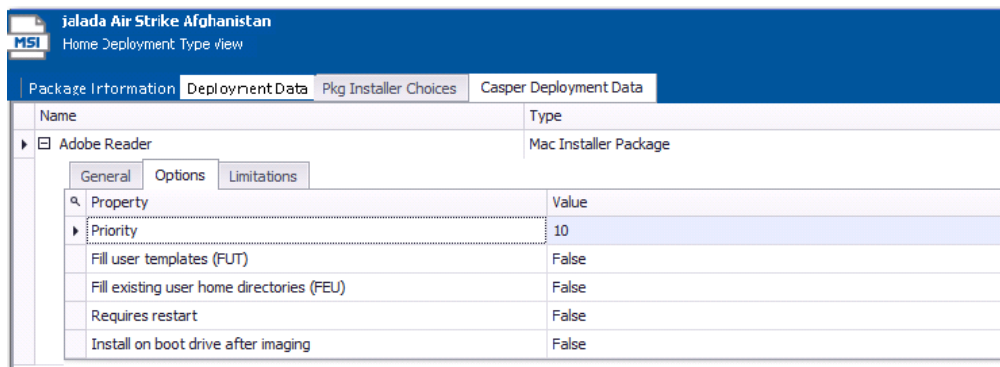 jalada Air Strike Afghanistan
MSI
Home Deployment Type View
Package Information Deployment Data Pkg Installer Choices Casper Deployment Data
Name Type
Adobe Reader Mac Installer Package
General Options Limitations
Property Value
Priority 10
Fill user templates (FUT) False
Fill existing user home directories (FEU) False
Requires restart False
Install on boot drive after imaging False